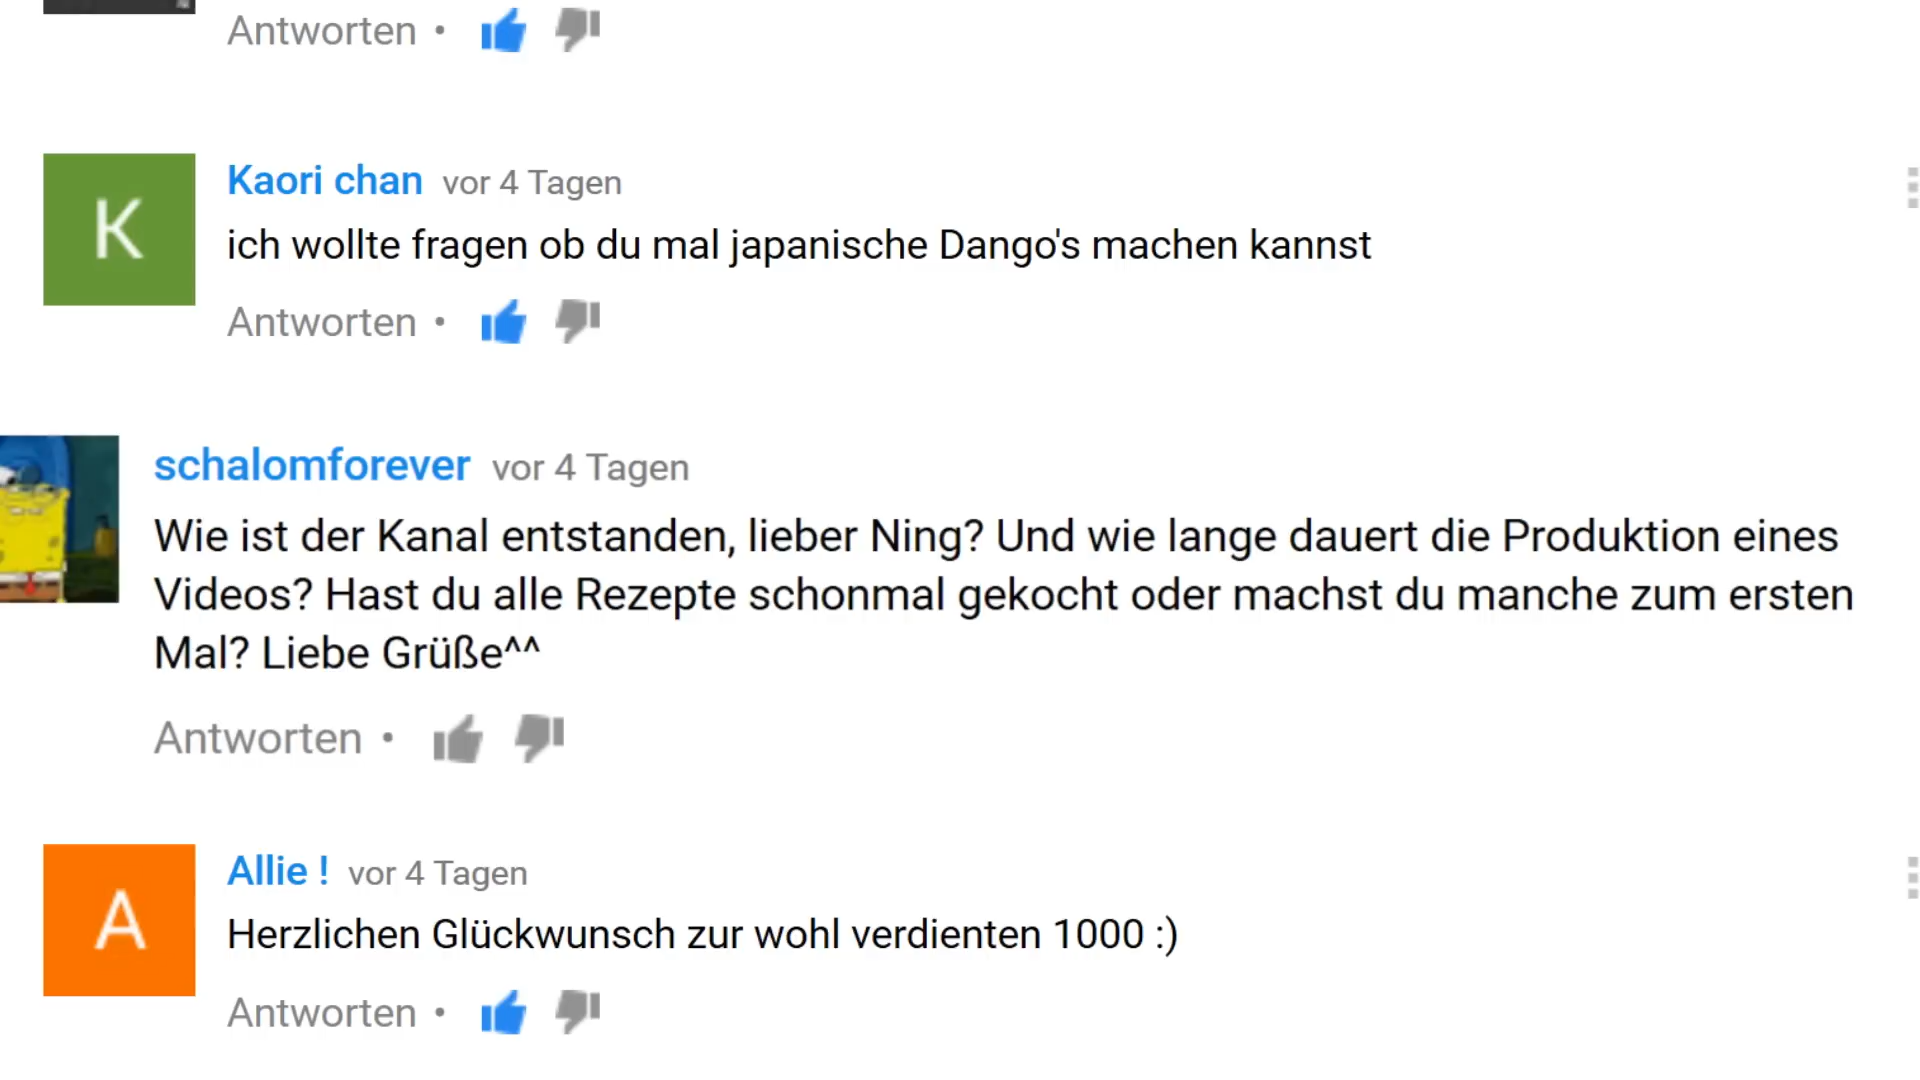 Antworten •
K
Kaori chan vor 4 Tagen
ich wollte fragen ob du mal japanische Dango's machen kannst
Antworten •
schalomforever vor 4 Tagen
Wie ist der Kanal entstanden, lieber Ning? Und wie lange dauert die Produktion eines
Videos? Hast du alle Rezepte schonmal gekocht oder machst du manche zum ersten
Mal? Liebe Grüße^^
Antworten •
A
Allie ! vor 4 Tagen
Herzlichen Glückwunsch zur wohl verdienten 1000 :)
Antworten •